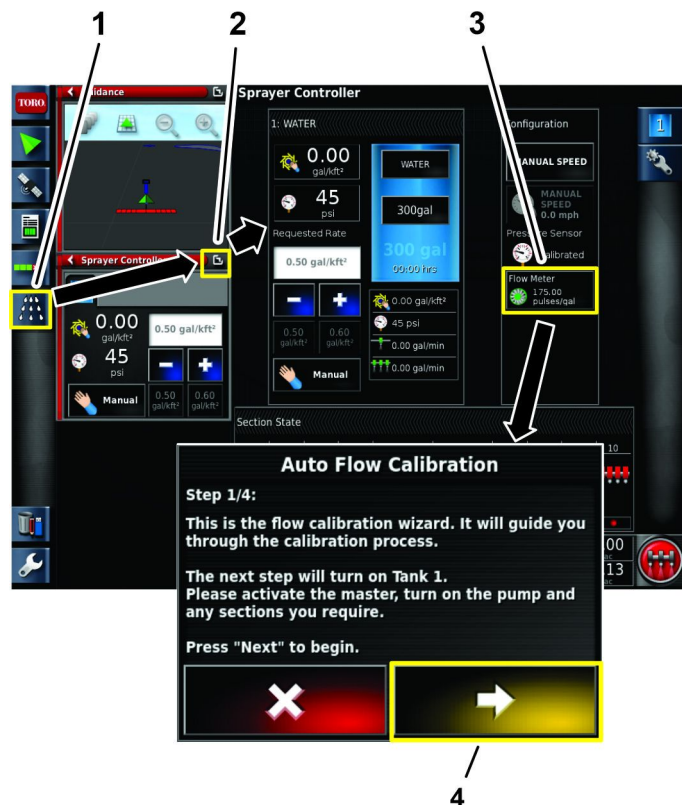 1
2
3
TORO.
Guidance
Sprayer Controller
1: WATER
0.00
gal/kft²
45
psi
Requested Rate
0.50 gal/kft²
0.50
gal/kft²
0.60
gal/kft²
Manual
WATER
300gal
300 gal
00:00 hrs
0.00 gal/kft²
45 psi
0.00 gal/min
0.00 gal/min
Configuration
MANUAL SPEED
MANUAL
SPEED
0.0 mph
Pressure Sensor
Calibrated
Flow Meter
175.00
pulses/gal
1
Sprayer Controller
0.00
gal/kft²
45
psi
0.50 gal/kft²
Manual
0.50
gal/kft²
0.60
gal/kft²
Section State
10
Auto Flow Calibration
Step 1/4:
This is the flow calibration wizard. It will guide you
through the calibration process.
The next step will turn on Tank 1.
Please activate the master, turn on the pump and
any sections you require.
Press "Next" to begin.
00
ac
13
ac
4